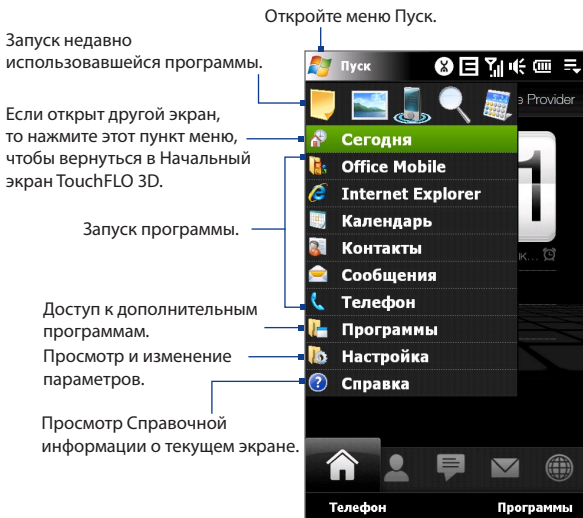 Откройте меню Пуск.
Запуск недавно
использовавшейся программы.
Если открыт другой экран,
то нажмите этот пункт меню,
чтобы вернуться в Начальный
экран TouchFLO 3D.
Запуск программы.
Доступ к дополнительным
программам.
Просмотр и изменение
параметров.
Просмотр Справочной
информации о текущем экране.
Пуск
Provider
Сегодня
Office Mobile
Internet Explorer
Календарь
Контакты
Сообщения
Телефон
Программы
Настройка
Справка
Телефон
Программы